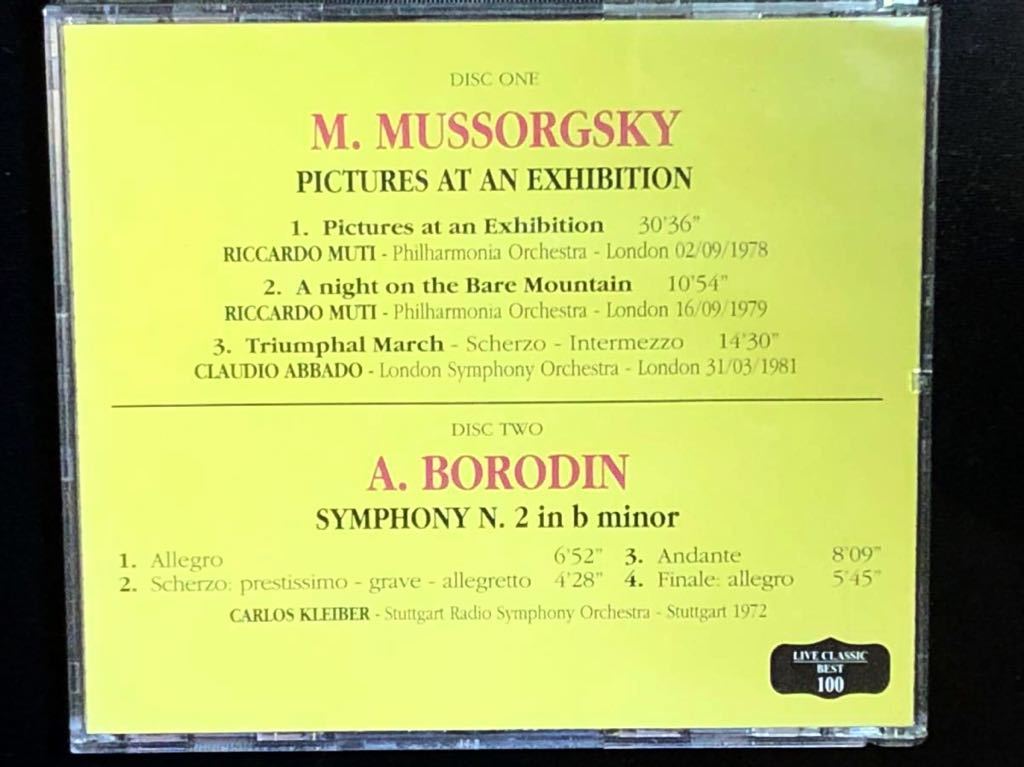 DISC ONE
M. MUSSORGSKY
PICTURES AT AN EXHIBITION
1. Pictures at an Exhibition 30'36"
RICCARDO MUTI - Philharmonia Orchestra - London 02/09/1978
2. A night on the Bare Mountain 10'54"
RICCARDO MUTI - Philharmonia Orchestra - London 16/09/1979
3. Triumphal March - Scherzo - Intermezzo 14'30"
CLAUDIO ABBADO - London Symphony Orchestra - London 31/03/1981
DISC TWO
A. BORODIN
SYMPHONY N. 2 in b minor
1. Allegro 6'52" 3. Andante 8'09"
2. Scherzo: prestissimo - grave - allegretto 4'28" 4. Finale: allegro 5'45"
CARLOS KLEIBER - Stuttgart Radio Symphony Orchestra - Stuttgart 1972
LIVE CLASSIC
BEST
100